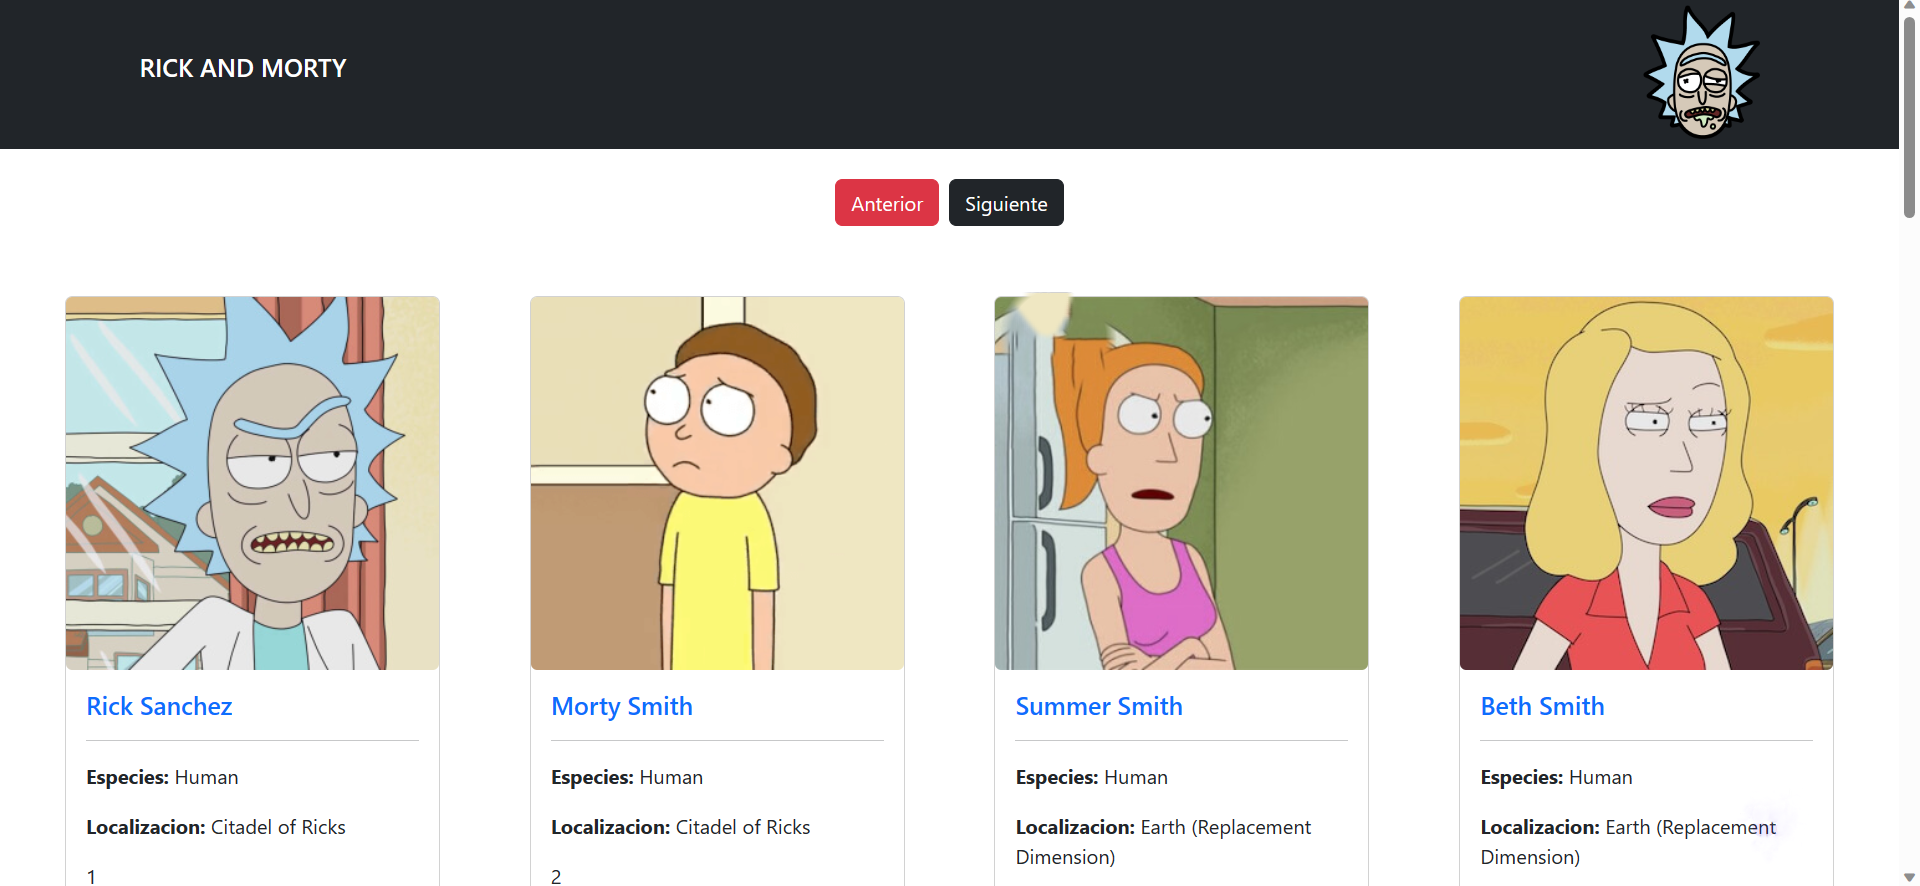 RICK AND MORTY
Anterior
Siguiente
Rick Sanchez
Especies: Human
Localizacion: Citadel of Ricks
1
Morty Smith
Especies: Human
Localizacion: Citadel of Ricks
2
Summer Smith
Especies: Human
Localizacion: Earth (Replacement
Dimension)
Beth Smith
Especies: Human
Localizacion: Earth (Replacement
Dimension)